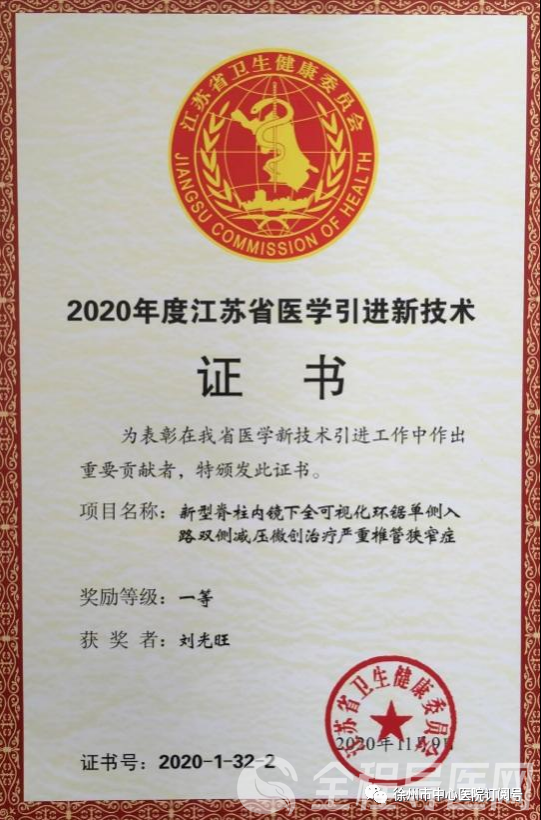 江苏省卫生健康委员会
JIANGSU COMMISSION OF HEALTH
2020年度江苏省医学引进新技术
证 书
为表彰在我省医学新技术引进工作中作出
重要贡献者，特颁发此证书。
项目名称：新型脊柱内镜下全可视化环锯单侧入
路双侧减压微创治疗严重椎管狭窄症
奖励等级：一等
获 奖 者：刘光旺
江苏省卫生健康委员会
2020年11月9日
证书号：2020-1-32-2
全程导医网
徐州市中心医院订阅号